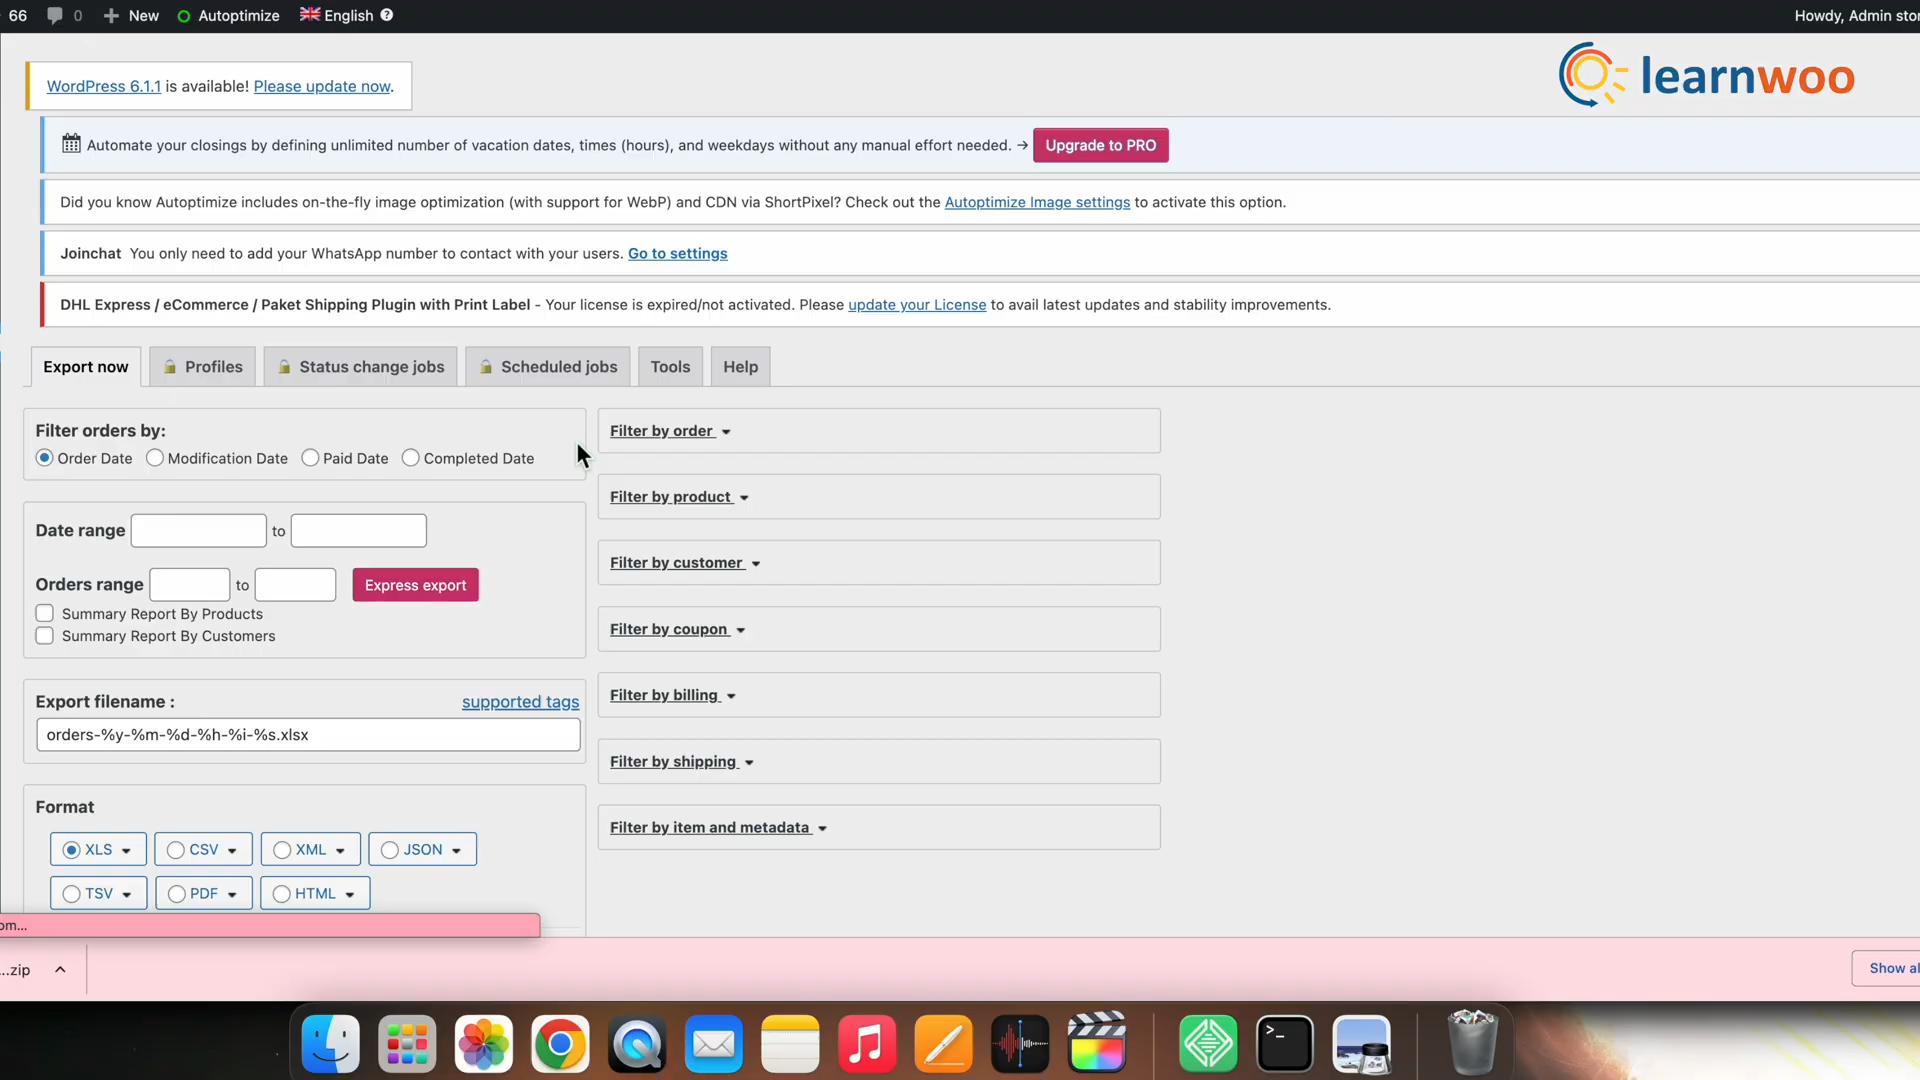 66 0 New Autoptimize English Howdy, Admin stor
WordPress 6.1.1 is available! Please update now.
learnwoo
Automate your closings by defining unlimited number of vacation dates, times (hours), and weekdays without any manual effort needed. → Upgrade to PRO
Did you know Autoptimize includes on-the-fly image optimization (with support for WebP) and CDN via ShortPixel? Check out the Autoptimize Image settings to activate this option.
Joinchat You only need to add your WhatsApp number to contact with your users. Go to settings
DHL Express / eCommerce / Paket Shipping Plugin with Print Label - Your license is expired/not activated. Please update your License to avail latest updates and stability improvements.
Export now Profiles Status change jobs Scheduled jobs Tools Help
Filter orders by:
Order Date Modification Date Paid Date Completed Date
Date range to
Orders range to Express export
Summary Report By Products
Summary Report By Customers
Export filename : supported tags
orders-%y-%m-%d-%h-%i-%s.xlsx
Format
XLS CSV XML JSON
TSV PDF HTML
Filter by order
Filter by product
Filter by customer
Filter by coupon
Filter by billing
Filter by shipping
Filter by item and metadata
om...
...zip
Show al
>_